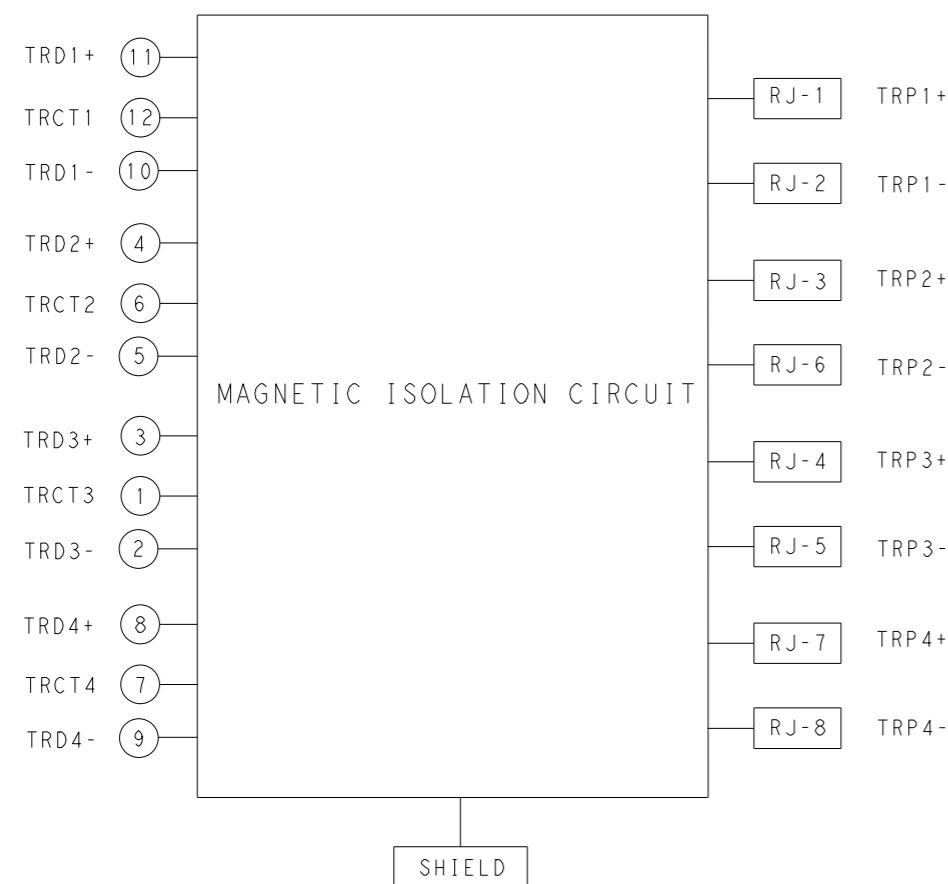 TRD1+ 11
TRCT1 12
TRD1- 10
TRD2+ 4
TRCT2 6
TRD2- 5
TRD3+ 3
TRCT3 1
TRD3- 2
TRD4+ 8
TRCT4 7
TRD4- 9
MAGNETIC ISOLATION CIRCUIT
RJ-1 TRP1+
RJ-2 TRP1-
RJ-3 TRP2+
RJ-6 TRP2-
RJ-4 TRP3+
RJ-5 TRP3-
RJ-7 TRP4+
RJ-8 TRP4-
SHIELD